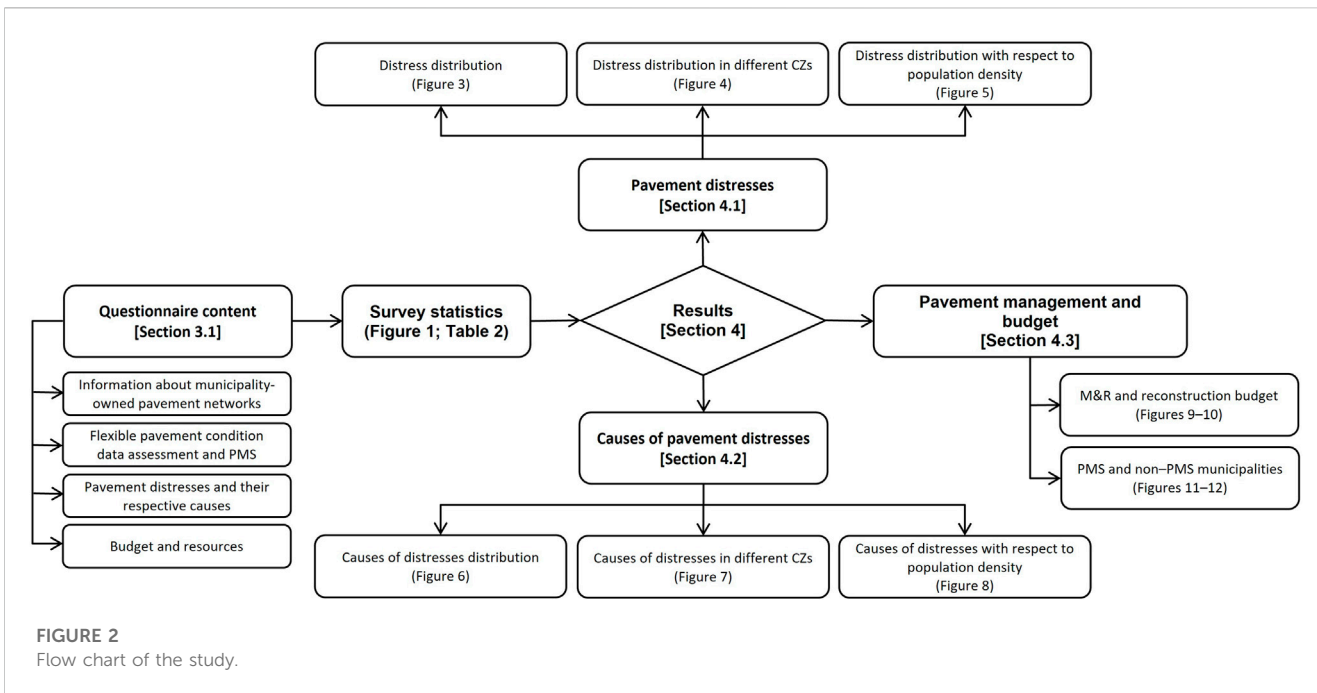 Distress distribution
(Figure 3)
Distress distribution in different CZs
(Figure 4)
Distress distribution with respect to
population density
(Figure 5)
Pavement distresses
[Section 4.1]
Questionnaire content
[Section 3.1]
Survey statistics
(Figure 1; Table 2)
Results
[Section 4]
Pavement management and
budget
[Section 4.3]
Information about municipality-
owned pavement networks
Flexible pavement condition
data assessment and PMS
Pavement distresses and their
respective causes
Budget and resources
Causes of pavement distresses
[Section 4.2]
M&R and reconstruction budget
(Figures 9–10)
PMS and non–PMS municipalities
(Figures 11–12)
Causes of distresses distribution
(Figure 6)
Causes of distresses in different CZs
(Figure 7)
Causes of distresses with respect to
population density
(Figure 8)
FIGURE 2
Flow chart of the study.